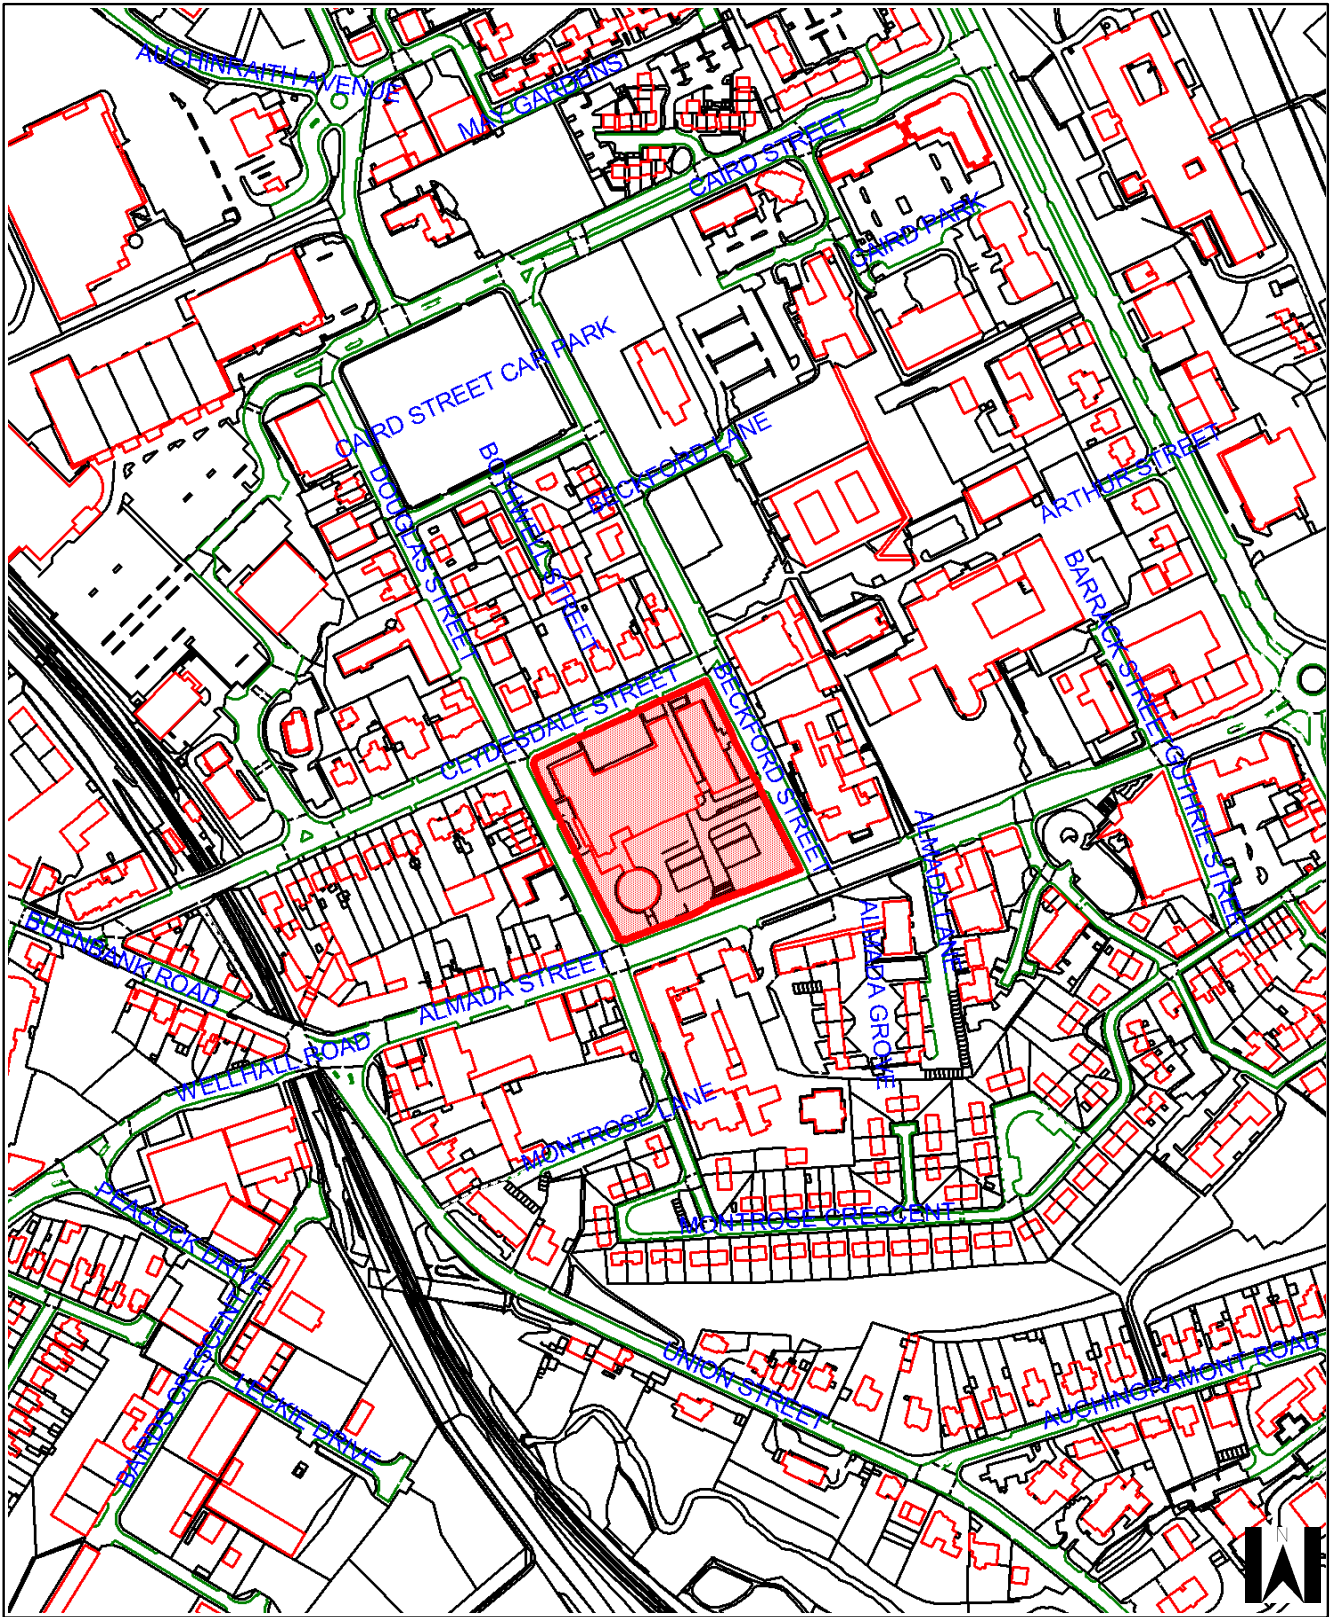 AUCHINRAITH AVENUE
MAY GARDENS
CAIRD STREET
CAIRD PARK
CAIRD STREET CAR PARK
BECKFORD LANE
BOTHWELL STREET
DOUGLAS STREET
ARTHUR STREET
BARRACK STREET
CLYDESDALE STREET
BECKFORD STREET
GUTHRIE STREET
ALMADA LANE
ALMADA GROVE
BURNBANK ROAD
ALMADA STREET
WELLHALL ROAD
MONTROSE LANE
PEACOCK DRIVE
MONTROSE CRESCENT
BAIRDS CRESCENT
LECKIE DRIVE
UNION STREET
AUCHINGRAMONT ROAD
N